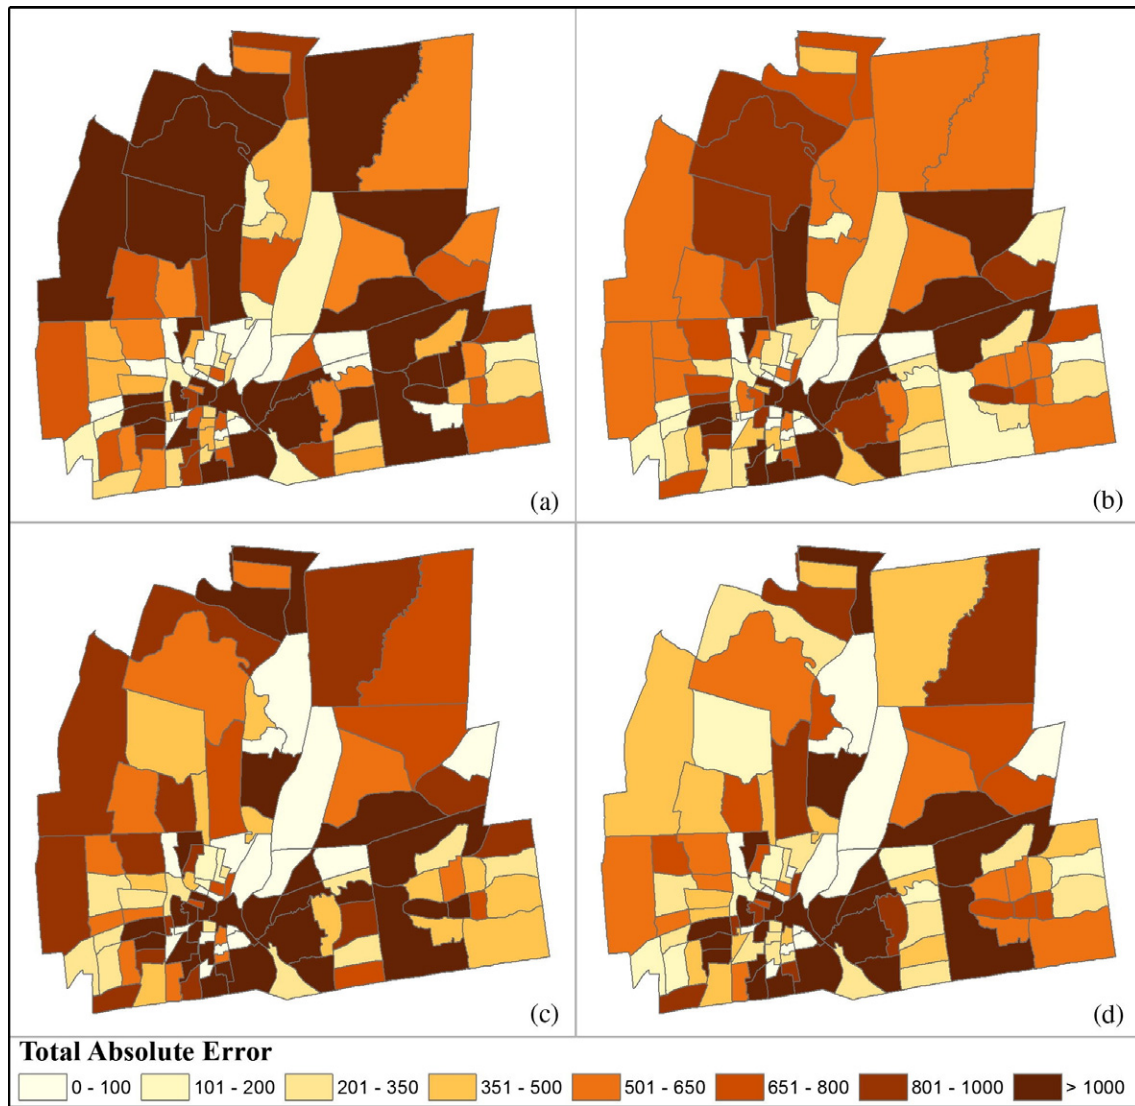 (a)
(b)
(c)
(d)
Total Absolute Error
0 - 100 101 - 200 201 - 350 351 - 500 501 - 650 651 - 800 801 - 1000 > 1000